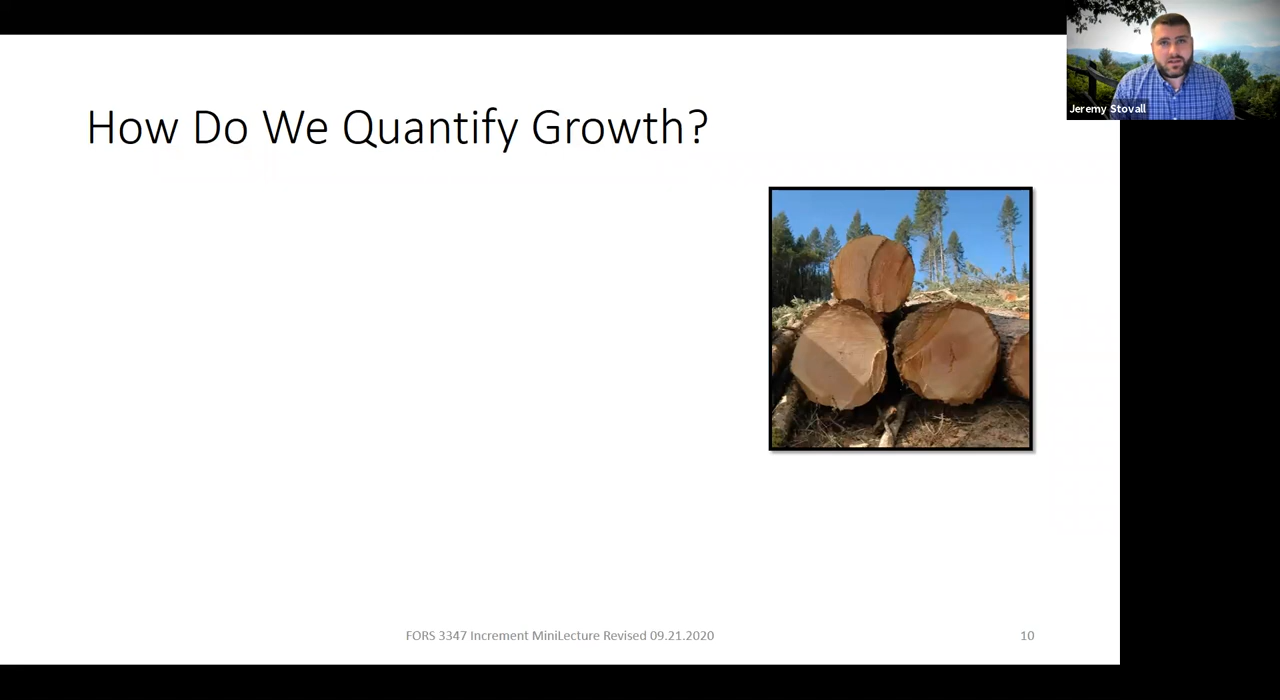 Jeremy Stovall
How Do We Quantify Growth?
FORS 3347 Increment MiniLecture Revised 09.21.2020
10